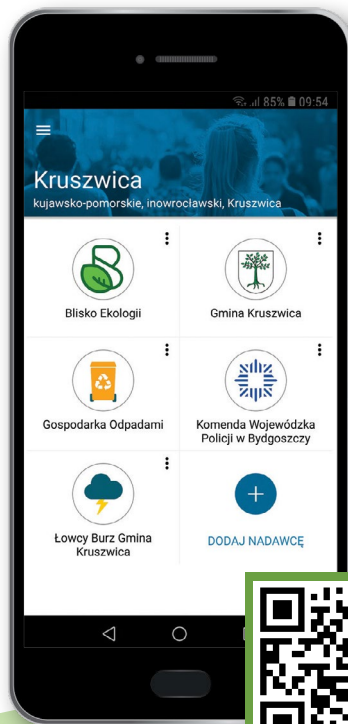 85% 09:54
Kruszwica
kujawsko-pomorskie, inowrocławski, Kruszwica
Blisko Ekologii
Gmina Kruszwica
Gospodarka Odpadami
Komenda Wojewódzka
Policji w Bydgoszczy
Łowcy Burz Gmina
Kruszwica
DODAJ NADAWCĘ